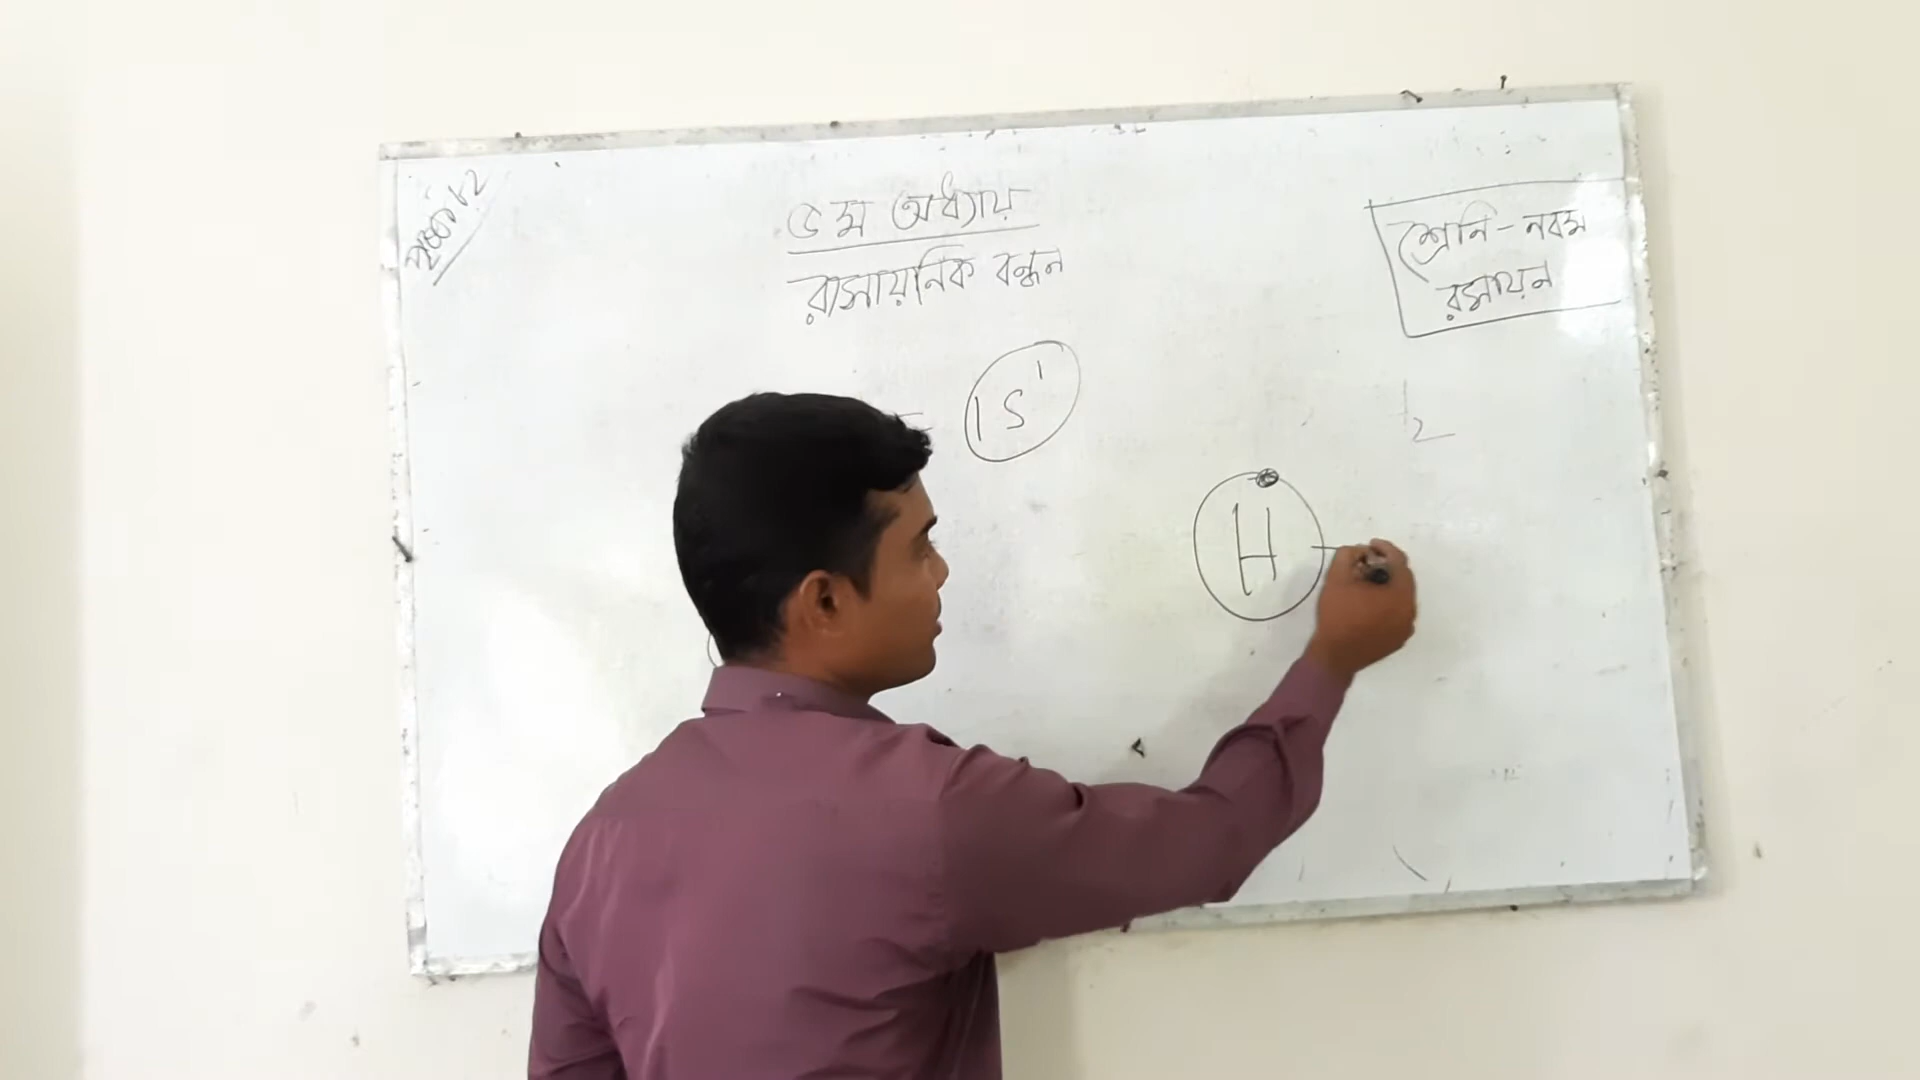 ৫ম অধ্যায়
রাসায়নিক বন্ধন
শ্রেনি - নবম
রসায়ন
1s¹
H